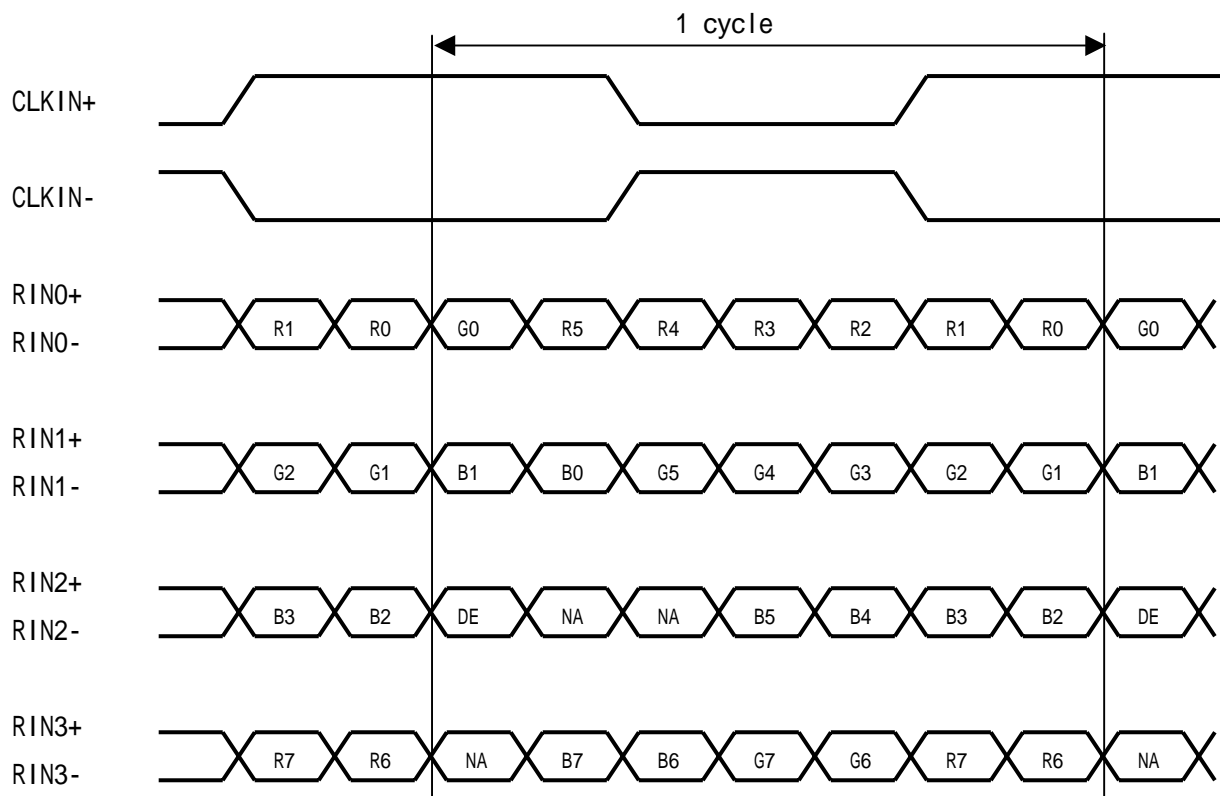 1 cycle
CLKIN+
CLKIN-
RIN0+
RIN0-
R1 R0 G0 R5 R4 R3 R2 R1 R0 G0
RIN1+
RIN1-
G2 G1 B1 B0 G5 G4 G3 G2 G1 B1
RIN2+
RIN2-
B3 B2 DE NA NA B5 B4 B3 B2 DE
RIN3+
RIN3-
R7 R6 NA B7 B6 G7 G6 R7 R6 NA